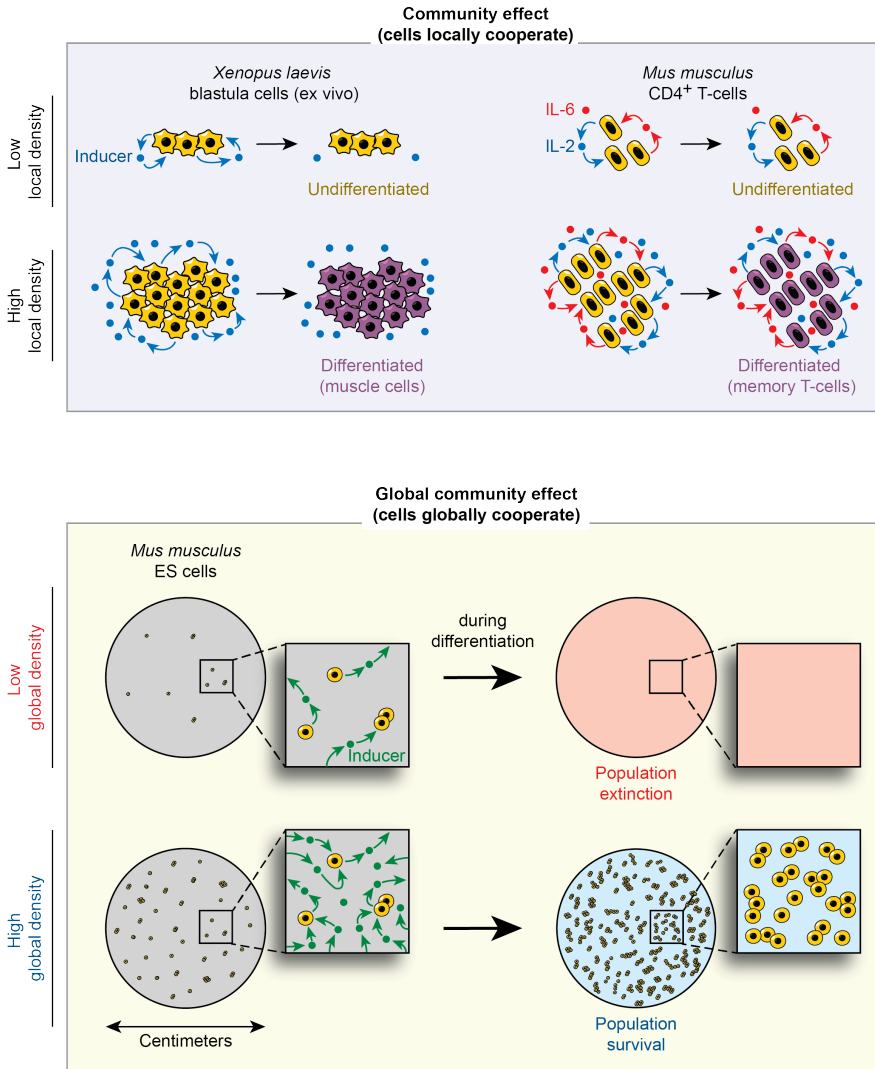 Community effect
(cells locally cooperate)
Xenopus laevis
blastula cells (ex vivo)
Mus musculus
CD4+ T-cells
Low
local density
Inducer
Undifferentiated
IL-6
IL-2
Undifferentiated
High
local density
Differentiated
(muscle cells)
Differentiated
(memory T-cells)
Global community effect
(cells globally cooperate)
Mus musculus
ES cells
Low
global density
Inducer
during
differentiation
Population
extinction
High
global density
Centimeters
Population
survival